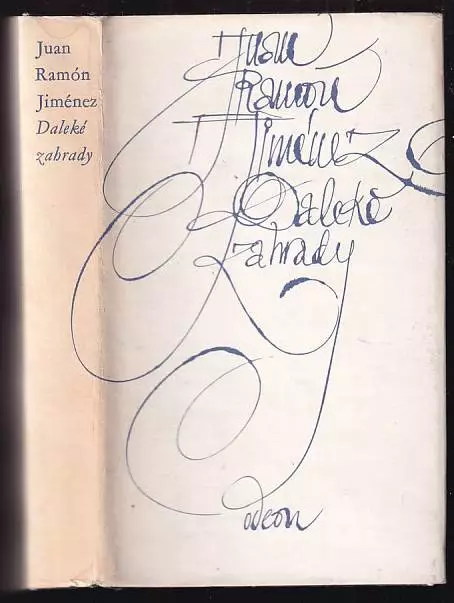 Juan
Ramón
Jiménez
Daleké
zahrady
Juan
Ramón
Jiménez
Daleké
zahrady
odeon